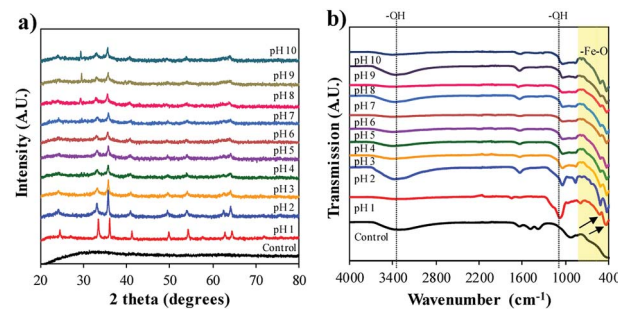 a)
Intensity (A.U.)
pH 10
pH 9
pH 8
pH 7
pH 6
pH 5
pH 4
pH 3
pH 2
pH 1
Control
20 30 40 50 60 70 80
2 theta (degrees)
b)
-OH -OH
-Fe-O
Transmission (A.U.)
pH 10
pH 9
pH 8
pH 7
pH 6
pH 5
pH 4
pH 3
pH 2
pH 1
Control
4000 3400 2800 2200 1600 1000 400
Wavenumber (cm-1)